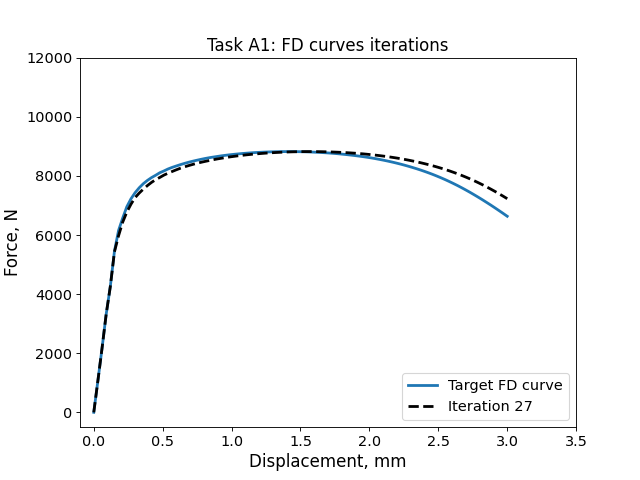 Task A1: FD curves iterations
12000
10000
8000
6000
4000
2000
0
Force, N
Target FD curve
Iteration 27
0.0 0.5 1.0 1.5 2.0 2.5 3.0 3.5
Displacement, mm